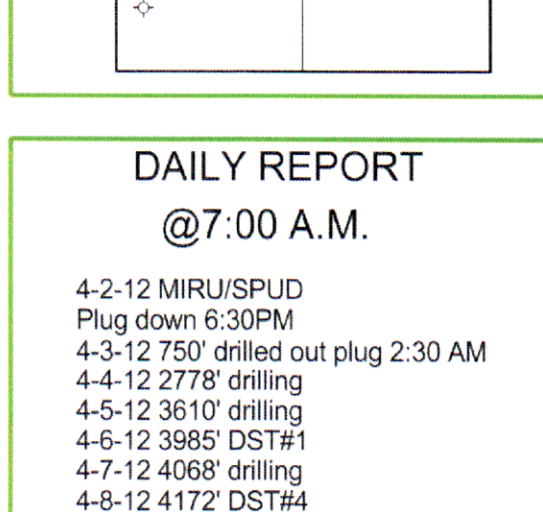 DAILY REPORT
@7:00 A.M.
4-2-12 MIRU/SPUD
Plug down 6:30PM
4-3-12 750' drilled out plug 2:30 AM
4-4-12 2778' drilling
4-5-12 3610' drilling
4-6-12 3985' DST#1
4-7-12 4068' drilling
4-8-12 4172' DST#4